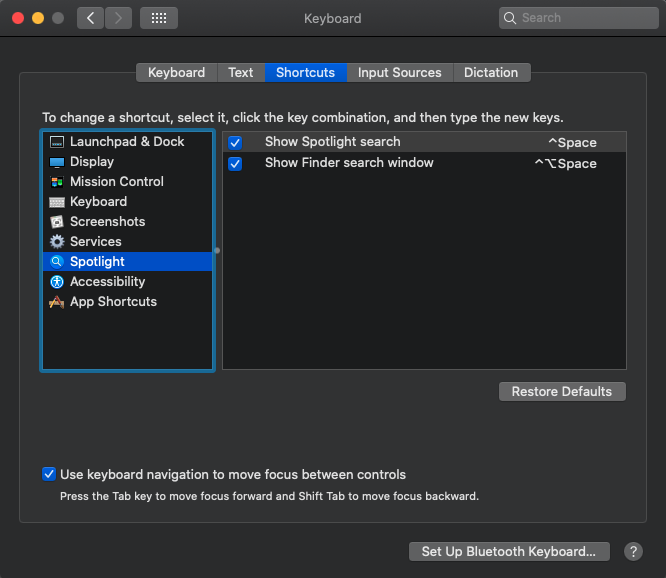 Keyboard
Search
Keyboard Text Shortcuts Input Sources Dictation
To change a shortcut, select it, click the key combination, and then type the new keys.
Launchpad & Dock
Display
Mission Control
Keyboard
Screenshots
Services
Spotlight
Accessibility
App Shortcuts
Show Spotlight search ^Space
Show Finder search window ^⌥Space
Restore Defaults
Use keyboard navigation to move focus between controls
Press the Tab key to move focus forward and Shift Tab to move focus backward.
Set Up Bluetooth Keyboard... ?